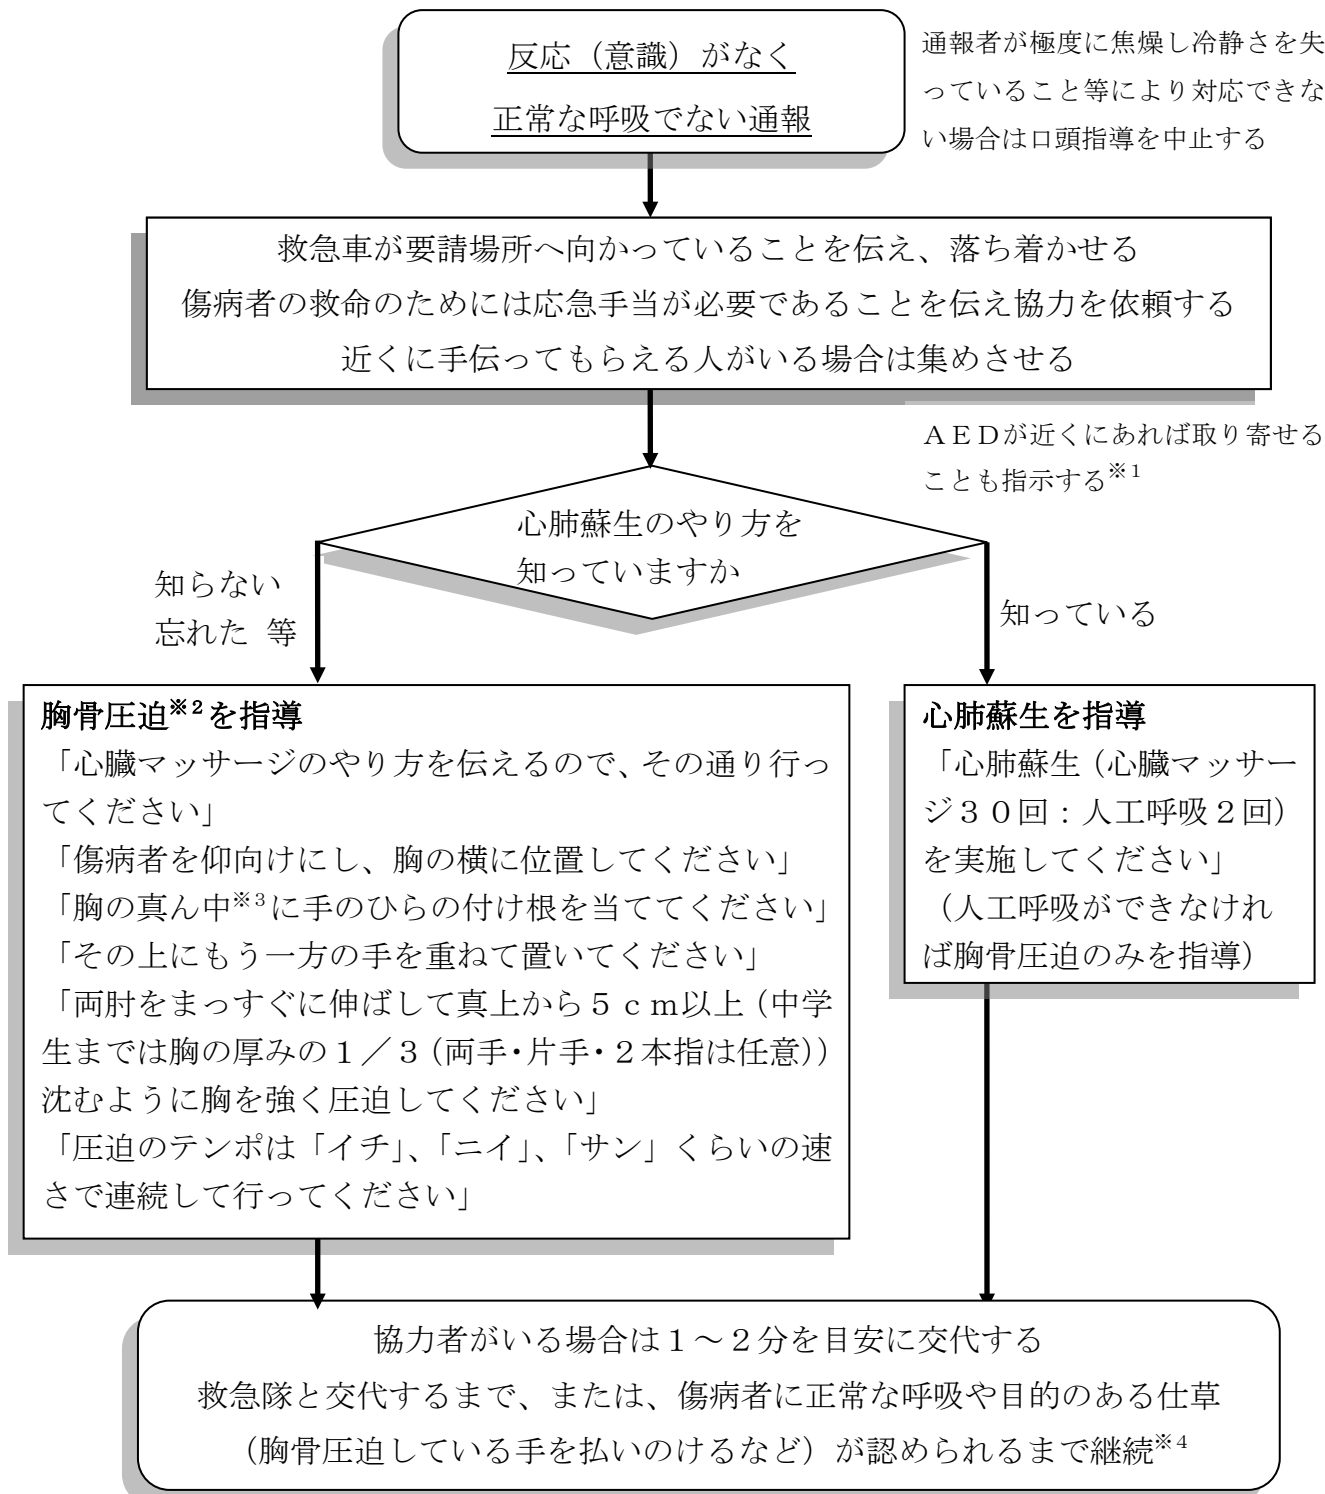 反応（意識）がなく
正常な呼吸でない通報
通報者が極度に焦燥し冷静さを失
っていること等により対応できな
い場合は口頭指導を中止する
救急車が要請場所へ向かっていることを伝え、落ち着かせる
傷病者の救命のためには応急手当が必要であることを伝え協力を依頼する
近くに手伝ってもらえる人がいる場合は集めさせる
ＡＥＤが近くにあれば取り寄せる
ことも指示する※１
心肺蘇生のやり方を
知っていますか
知らない
忘れた 等
知っている
胸骨圧迫※２を指導
「心臓マッサージのやり方を伝えるので、その通り行っ
てください」
「傷病者を仰向けにし、胸の横に位置してください」
「胸の真ん中※３に手のひらの付け根を当ててください」
「その上にもう一方の手を重ねて置いてください」
「両肘をまっすぐに伸ばして真上から５ｃｍ以上（中学
生までは胸の厚みの１／３（両手・片手・２本指は任意））
沈むように胸を強く圧迫してください」
「圧迫のテンポは「イチ」、「ニイ」、「サン」くらいの速
さで連続して行ってください」
心肺蘇生を指導
「心肺蘇生（心臓マッサー
ジ３０回：人工呼吸２回）
を実施してください」
（人工呼吸ができなけれ
ば胸骨圧迫のみを指導）
協力者がいる場合は１～２分を目安に交代する
救急隊と交代するまで、または、傷病者に正常な呼吸や目的のある仕草
（胸骨圧迫している手を払いのけるなど）が認められるまで継続※４